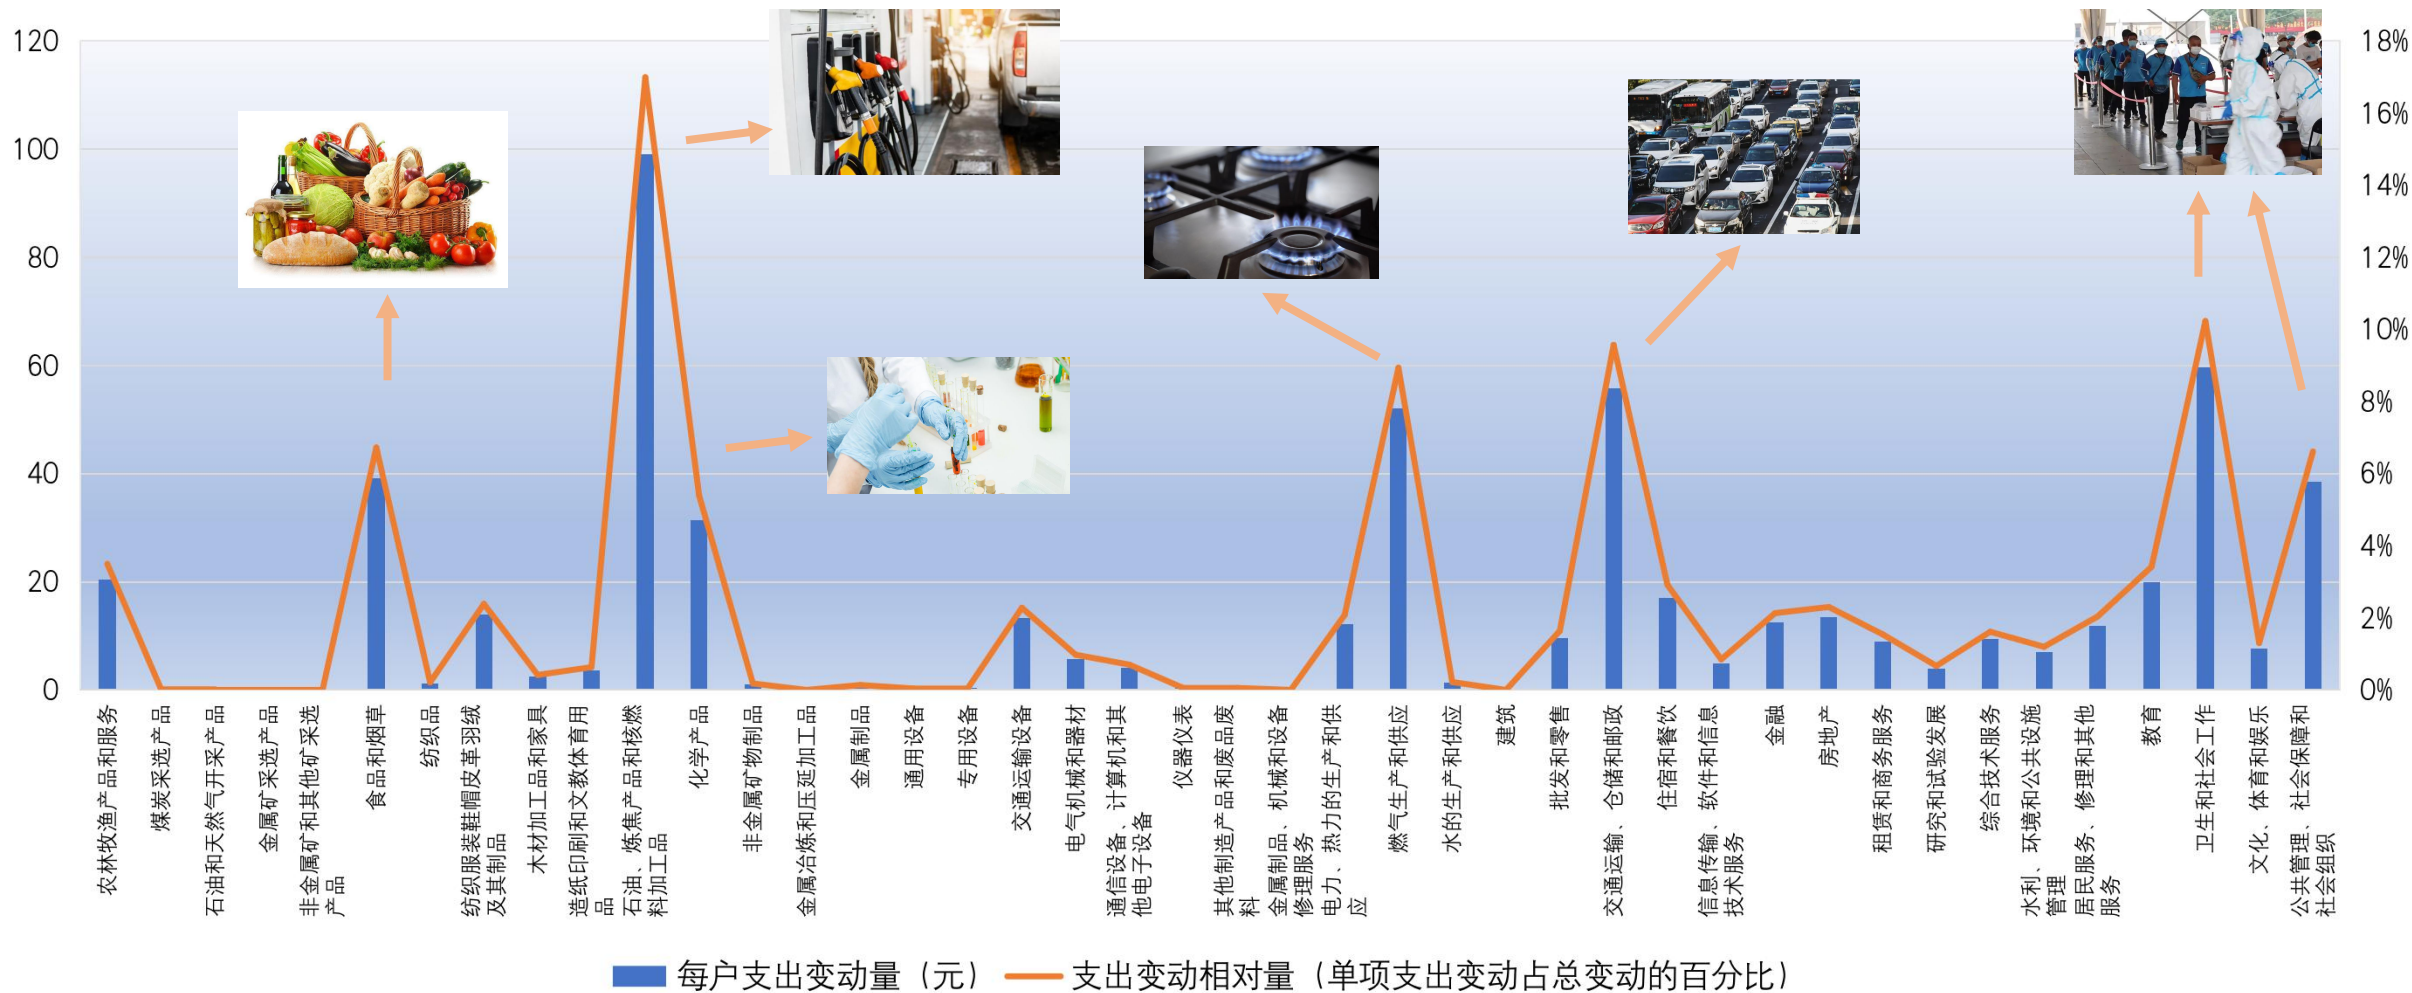 120
100
80
60
40
20
0
18%
16%
14%
12%
10%
8%
6%
4%
2%
0%
农林牧渔产品和服务
煤炭采选产品
石油和天然气开采产品
金属矿采选产品
非金属矿和其他矿采选
产品
食品和烟草
纺织品
纺织服装鞋帽皮革羽绒
及其制品
木材加工品和家具
造纸印刷和文教体育用
品
石油、炼焦产品和核燃
料加工品
化学产品
非金属矿物制品
金属冶炼和压延加工品
金属制品
通用设备
专用设备
交通运输设备
电气机械和器材
通信设备、计算机和其
他电子设备
仪器仪表
其他制造产品和废品废
料
金属制品、机械和设备
修理服务
电力、热力的生产和供
应
燃气生产和供应
水的生产和供应
建筑
批发和零售
交通运输、仓储和邮政
住宿和餐饮
信息传输、软件和信息
技术服务
金融
房地产
租赁和商务服务
研究和试验发展
综合技术服务
水利、环境和公共设施
管理
居民服务、修理和其他
服务
教育
卫生和社会工作
文化、体育和娱乐
公共管理、社会保障和
社会组织
每户支出变动量（元）
支出变动相对量（单项支出变动占总变动的百分比）